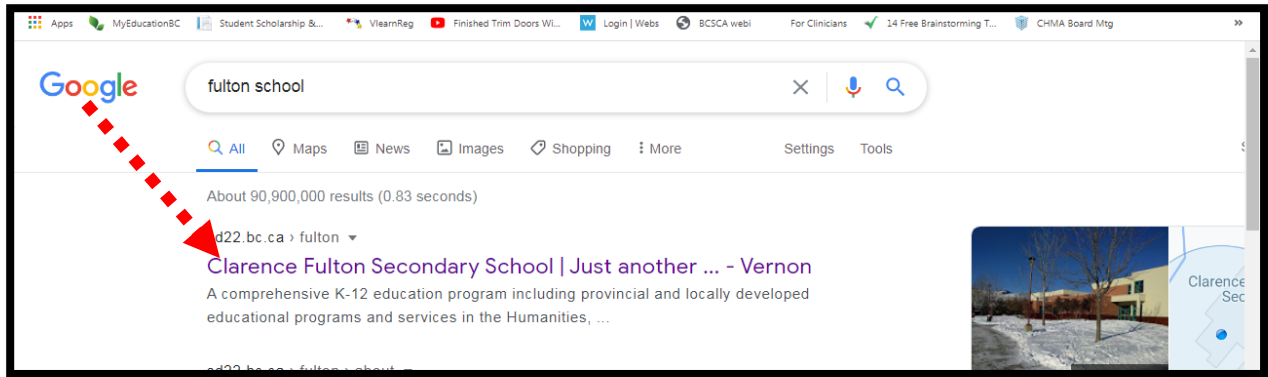 Apps MyEducationBC Student Scholarship &... VlearnReg Finished Trim Doors Wi... Login | Webs BCSCA webi For Clinicians 14 Free Brainstorming T... CHMA Board Mtg »
Google fulton school
All Maps News Images Shopping More Settings Tools
About 90,900,000 results (0.83 seconds)
d22.bc.ca › fulton
Clarence Fulton Secondary School | Just another ... - Vernon
A comprehensive K-12 education program including provincial and locally developed
educational programs and services in the Humanities, ...
Clarence
Sec